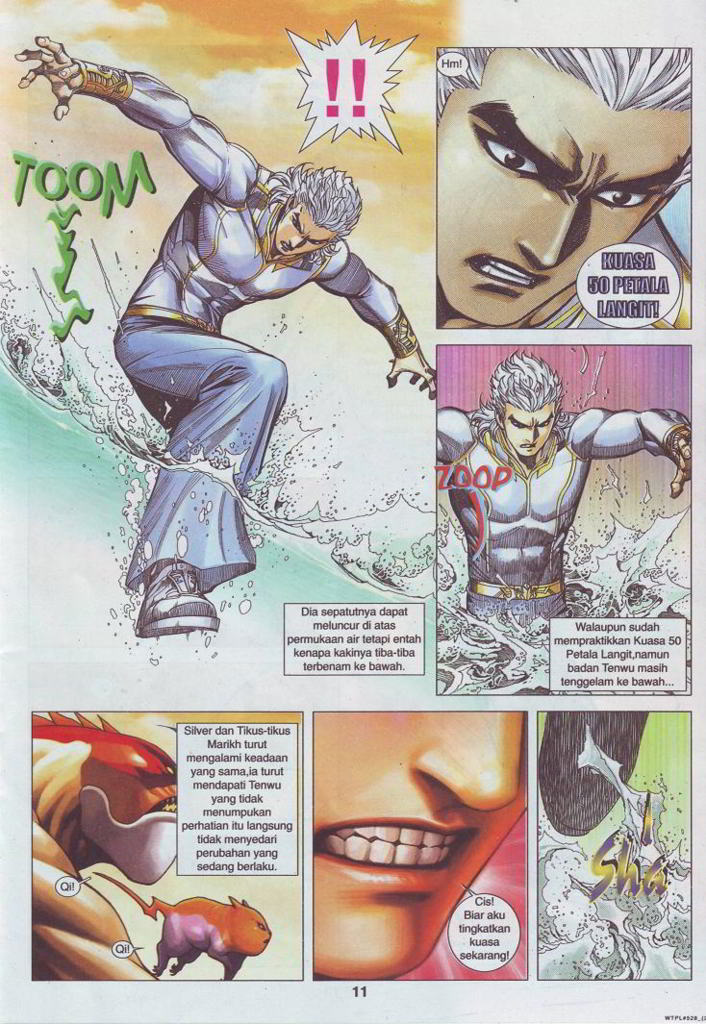 !!
TOOM
Hm!
KUASA
50 PETALA
LANGIT!
ZOOP
Dia sepatutnya dapat
meluncur di atas
permukaan air tetapi entah
kenapa kakinya tiba-tiba
terbenam ke bawah.
Walaupun sudah
mempraktikkan Kuasa 50
Petala Langit,namun
badan Tenwu masih
tenggelam ke bawah...
Silver dan Tikus-tikus
Marikh turut
mengalami keadaan
yang sama,ia turut
mendapati Tenwu
yang tidak
menumpukan
perhatian itu langsung
tidak menyedari
perubahan yang
sedang berlaku.
Qi!
Qi!
Cis!
Biar aku
tingkatkan
kuasa
sekarang!
Sha
11